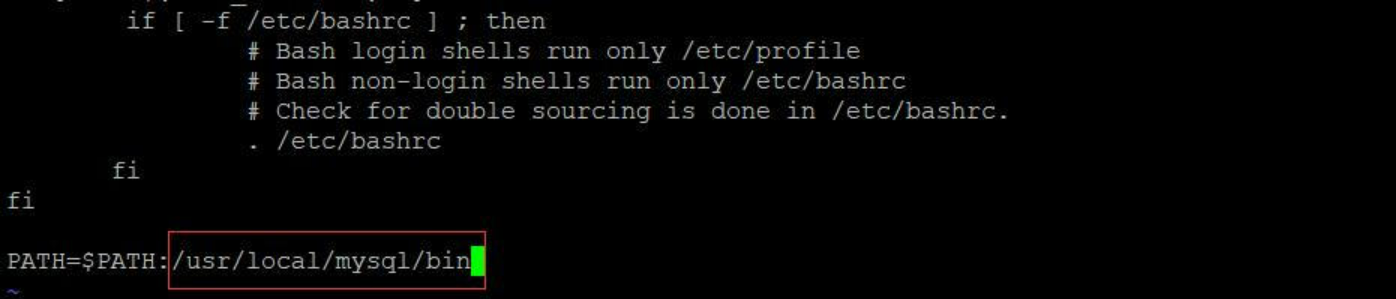 if [ -f /etc/bashrc ] ; then
# Bash login shells run only /etc/profile
# Bash non-login shells run only /etc/bashrc
# Check for double sourcing is done in /etc/bashrc.
. /etc/bashrc
fi
fi
PATH=$PATH:/usr/local/mysql/bin
~